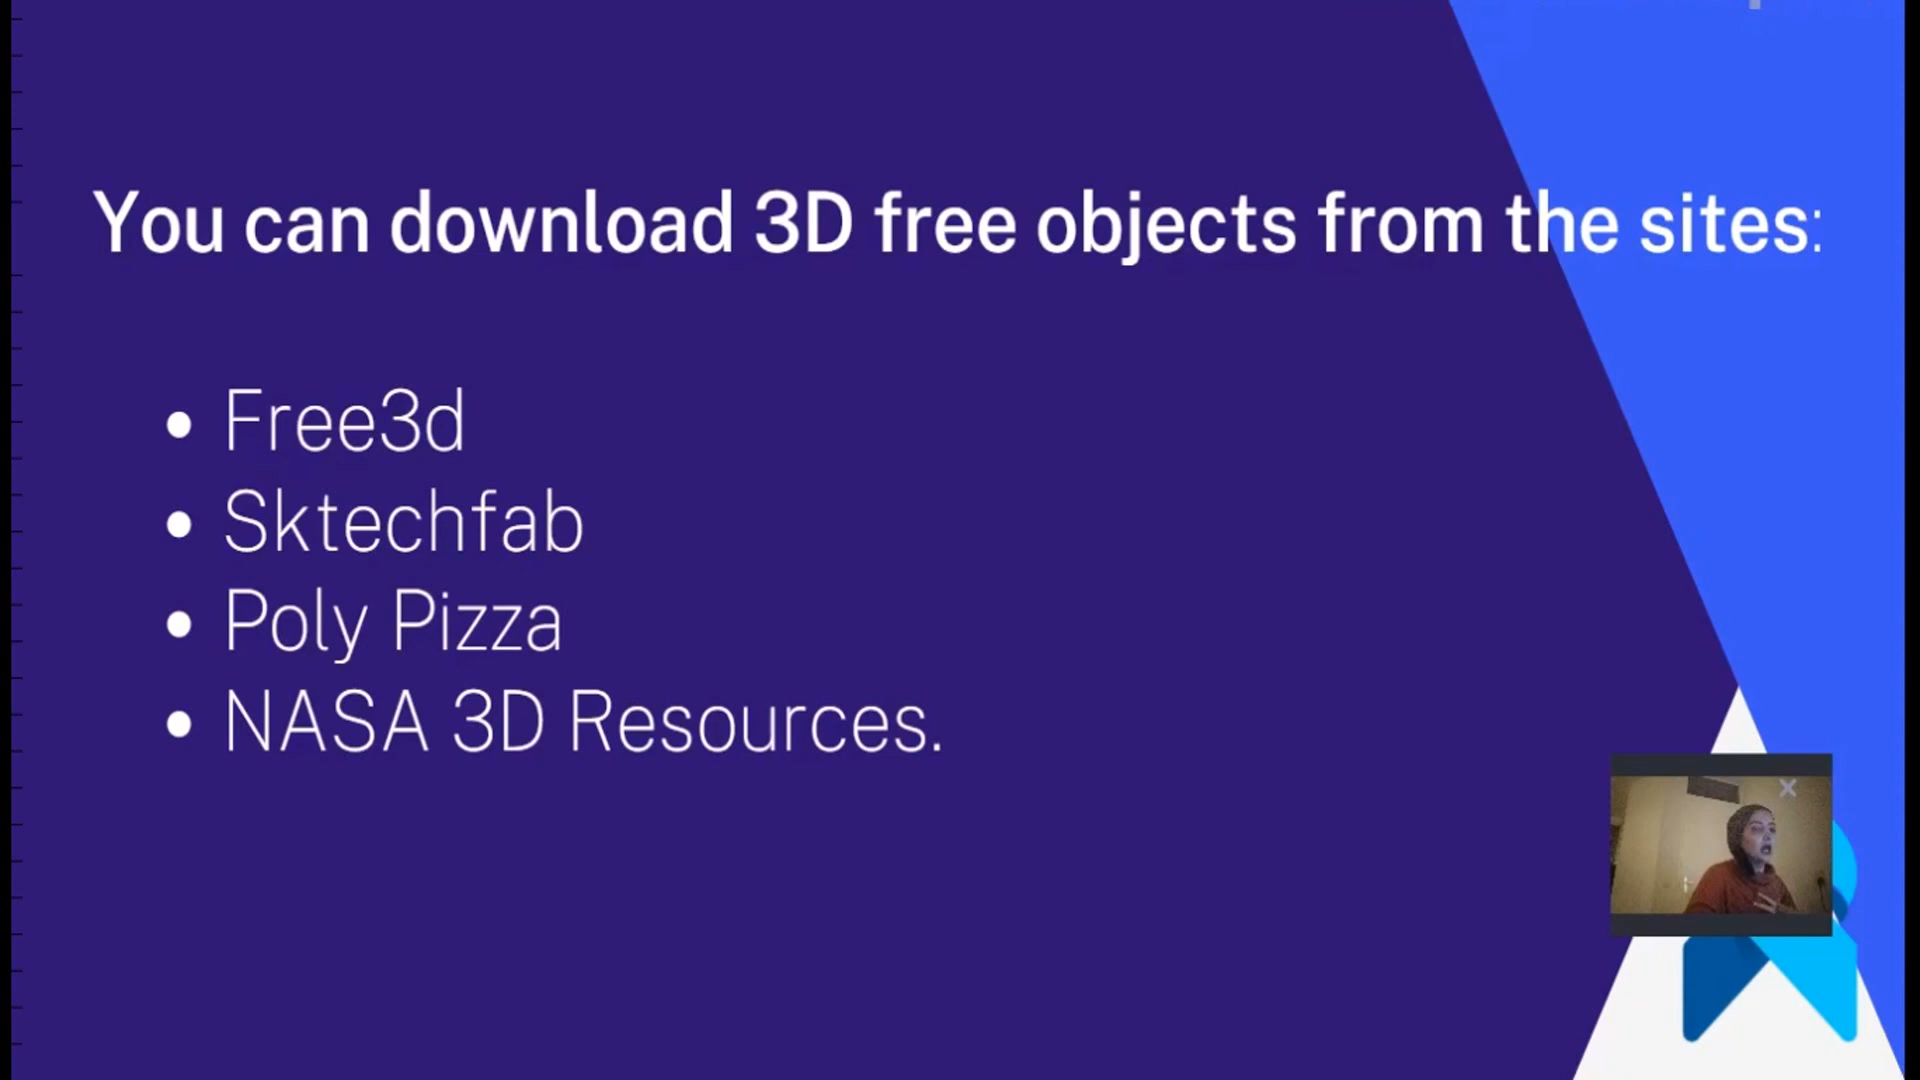 You can download 3D free objects from the sites:
• Free3d
• Sktechfab
• Poly Pizza
• NASA 3D Resources.